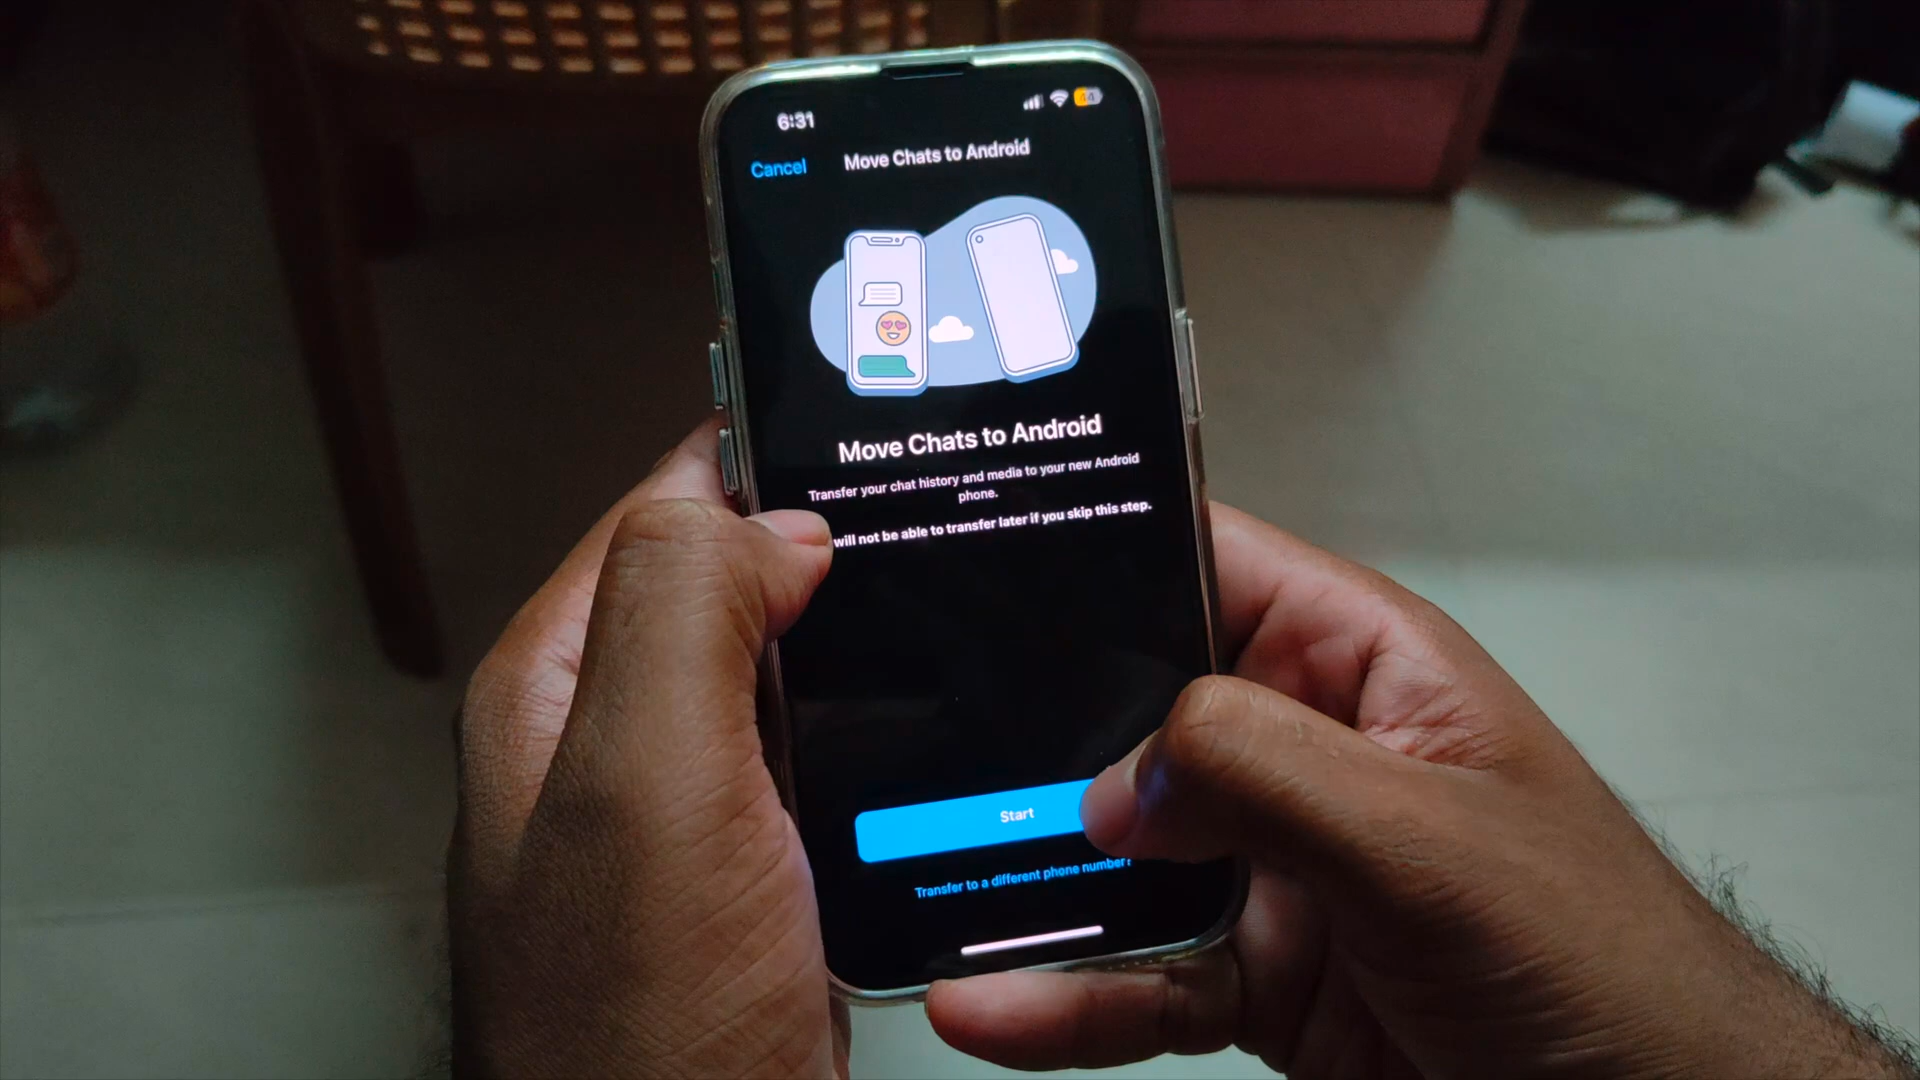 6:31
44
Cancel
Move Chats to Android
Move Chats to Android
Transfer your chat history and media to your new Android
phone.
will not be able to transfer later if you skip this step.
Start
Transfer to a different phone number?